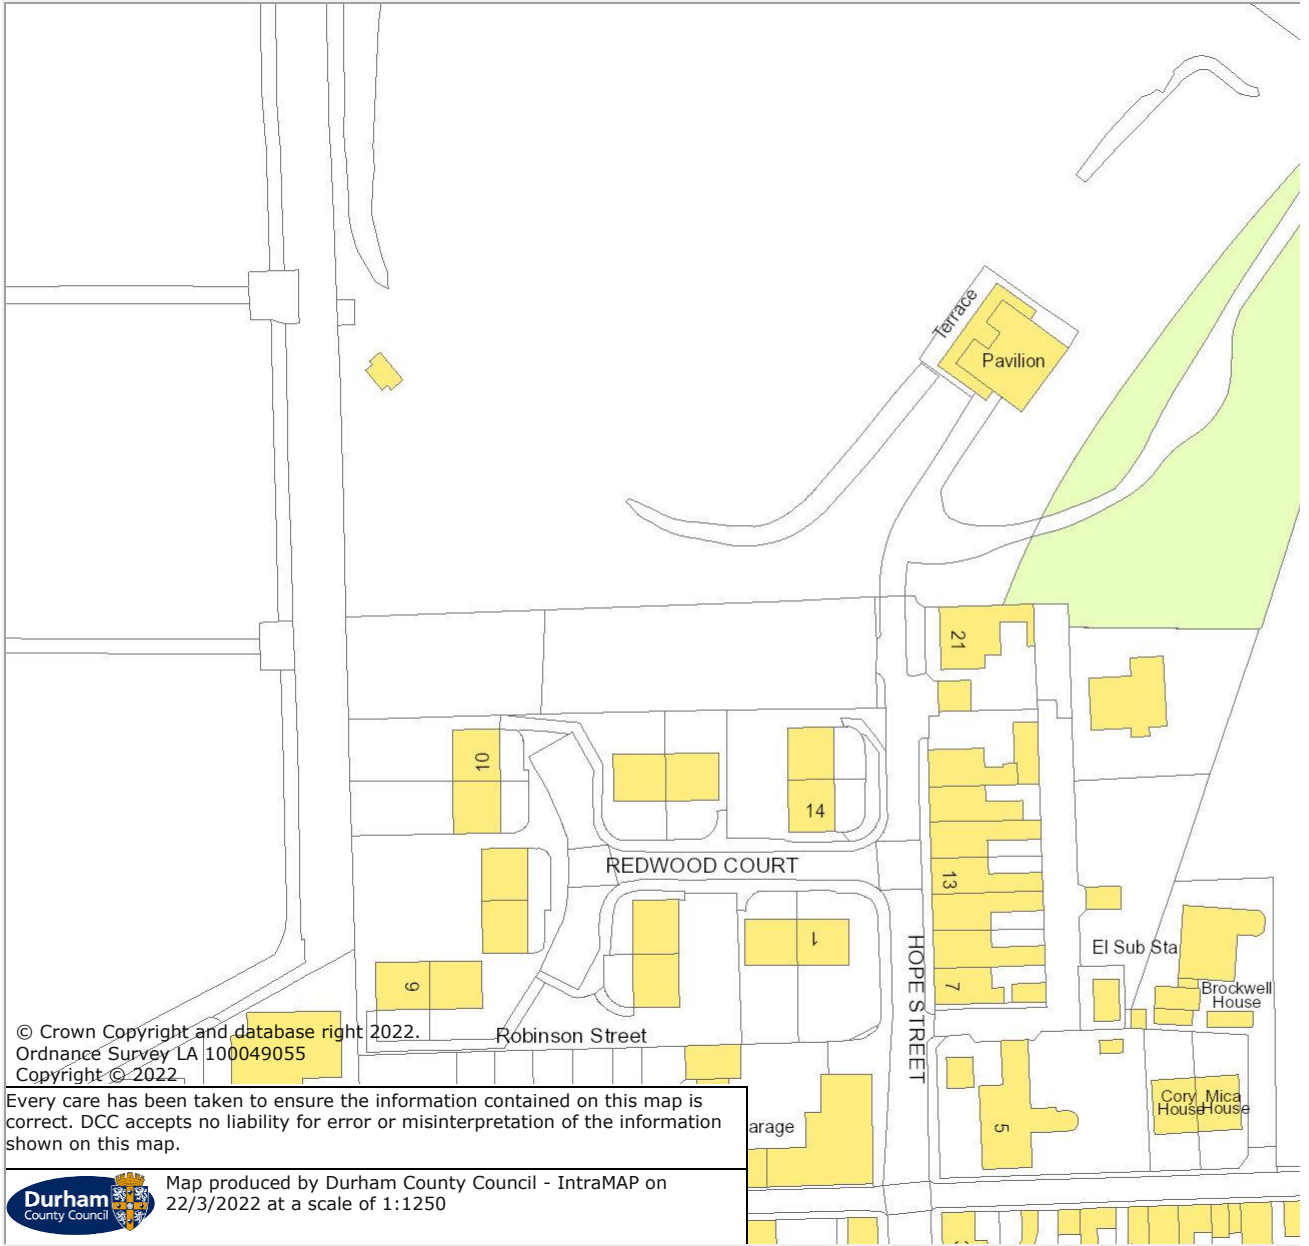 Terrace
Pavilion
21
10
14
REDWOOD COURT
13
1
HOPE STREET
El Sub Sta
9
7
Brockwell
House
Robinson Street
© Crown Copyright and database right 2022.
Ordnance Survey LA 100049055
Copyright © 2022
Cory
House
Mica
House
5
arage
Every care has been taken to ensure the information contained on this map is
correct. DCC accepts no liability for error or misinterpretation of the information
shown on this map.
Durham
County Council
Map produced by Durham County Council - IntraMAP on
22/3/2022 at a scale of 1:1250